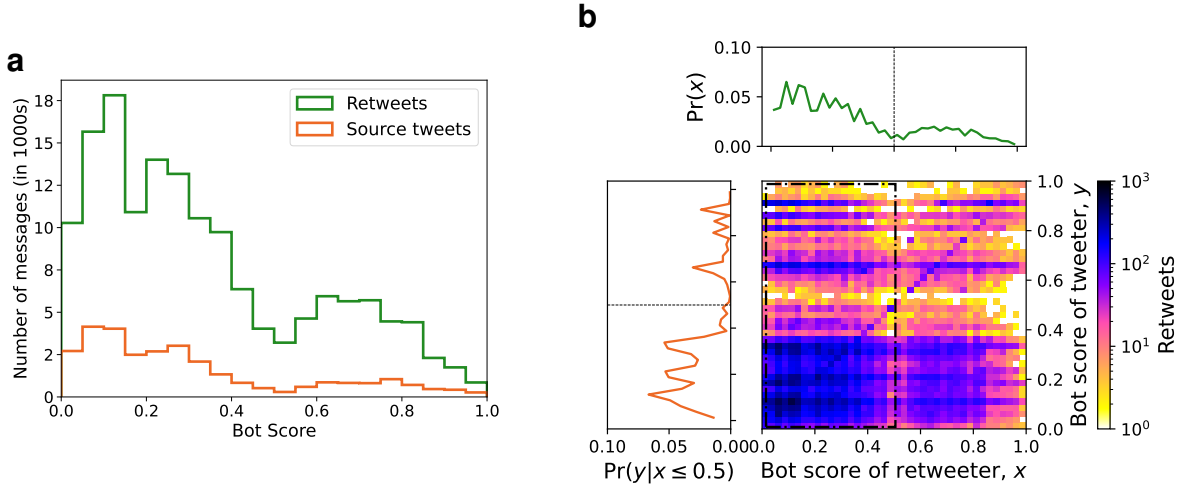 a
Number of messages (in 1000s)
18
15
12
10
8
5
2
0
0.0 0.2 0.4 0.6 0.8 1.0
Bot Score
Retweets
Source tweets
b
Pr(x)
0.10
0.05
0.00
0.10 0.05 0.00
Pr(y|x ≤ 0.5)
0.0 0.2 0.4 0.6 0.8 1.0
Bot score of retweeter, x
1.0
0.8
0.6
0.4
0.2
0.0
Bot score of tweeter, y
10³
10²
10¹
10⁰
Retweets